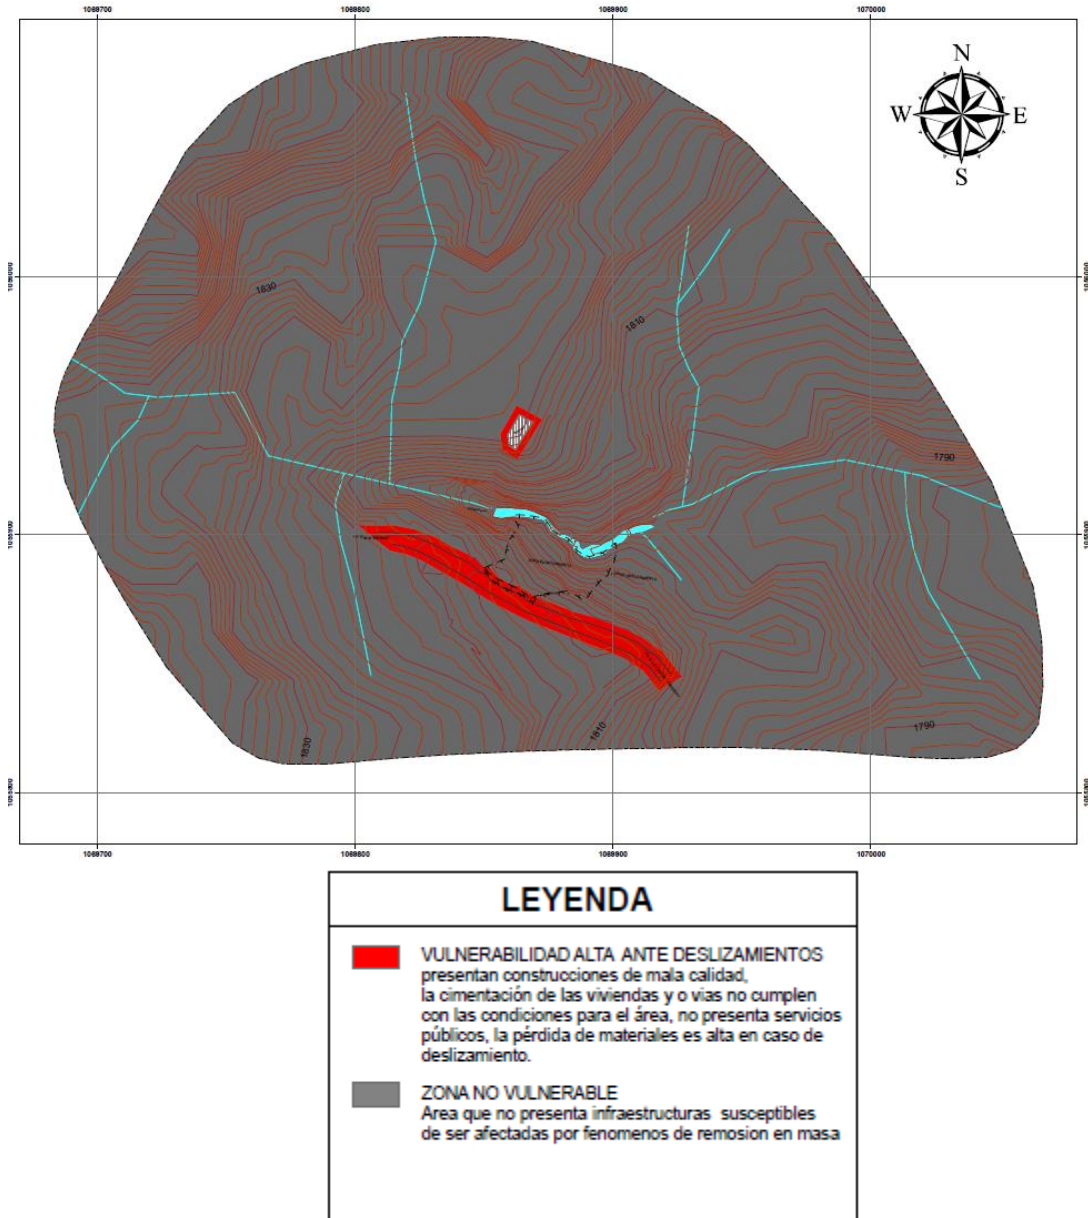 1069700
1069800
1069900
1070000
N
W
E
S
1830
1810
1790
1830
1810
1790
1069700
1069800
1069900
1070000
LEYENDA
VULNERABILIDAD ALTA ANTE DESLIZAMIENTOS
presentan construcciones de mala calidad,
la cimentación de las viviendas y o vias no cumplen
con las condiciones para el área, no presenta servicios
públicos, la pérdida de materiales es alta en caso de
deslizamiento.
ZONA NO VULNERABLE
Area que no presenta infraestructuras susceptibles
de ser afectadas por fenomenos de remosion en masa